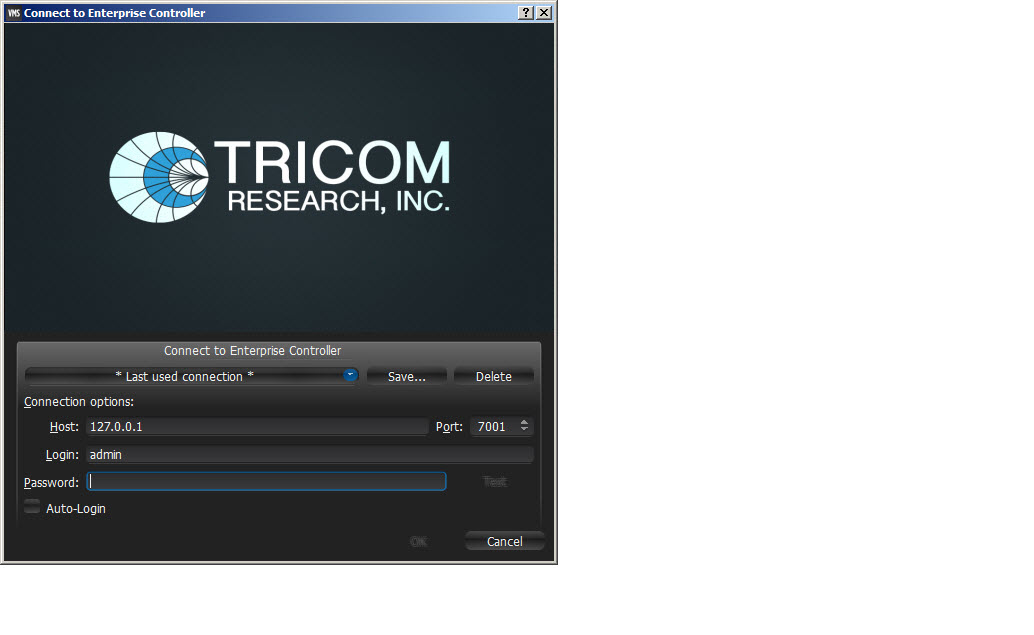 VMS Connect to Enterprise Controller
TRICOM
RESEARCH, INC.
Connect to Enterprise Controller
* Last used connection * Save... Delete
Connection options:
Host: 127.0.0.1 Port: 7001
Login: admin
Password: Test
Auto-Login
OK Cancel